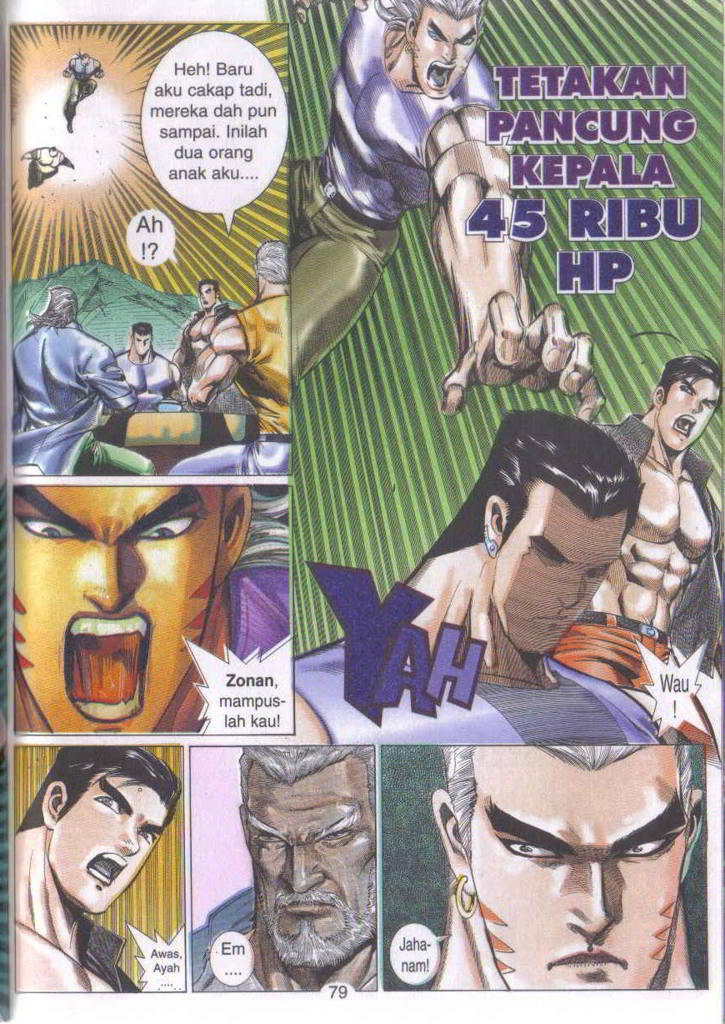 Heh! Baru
aku cakap tadi,
mereka dah pun
sampai. Inilah
dua orang
anak aku....
Ah
!?
TETAKAN
PANCUNG
KEPALA
45 RIBU
HP
YAH
Wau
!
Zonan,
mampus-
lah kau!
Awas,
Ayah
....
Em
....
Jaha-
nam!
79